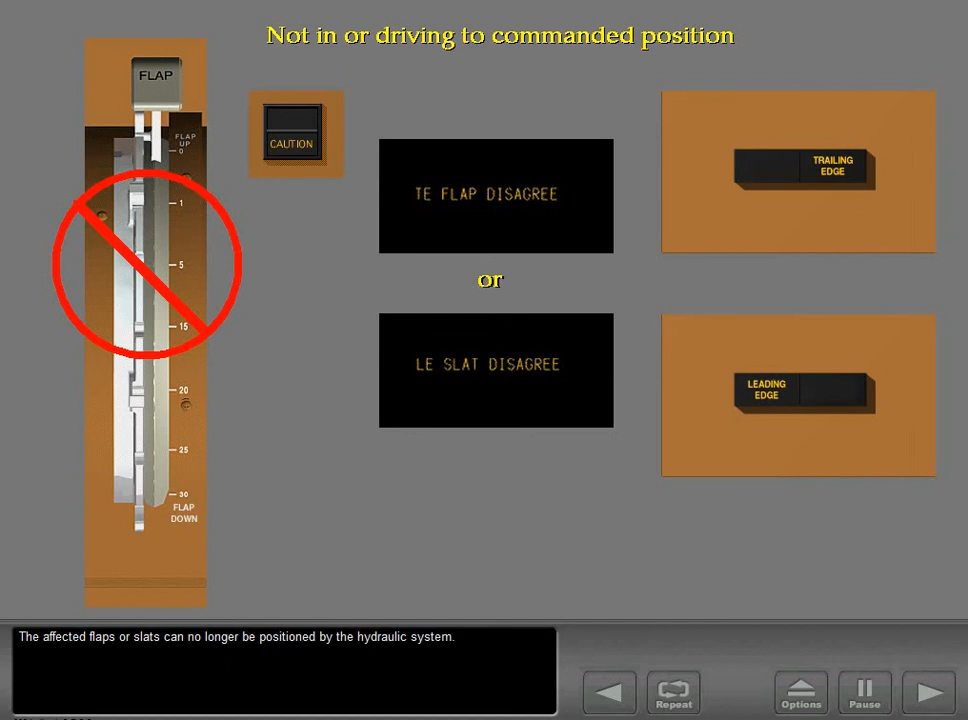 Not in or driving to commanded position
FLAP
FLAP
UP
0
1
5
15
20
25
30
FLAP
DOWN
CAUTION
TE FLAP DISAGREE
TRAILING
EDGE
or
LE SLAT DISAGREE
LEADING
EDGE
The affected flaps or slats can no longer be positioned by the hydraulic system.
Repeat
Options
Pause